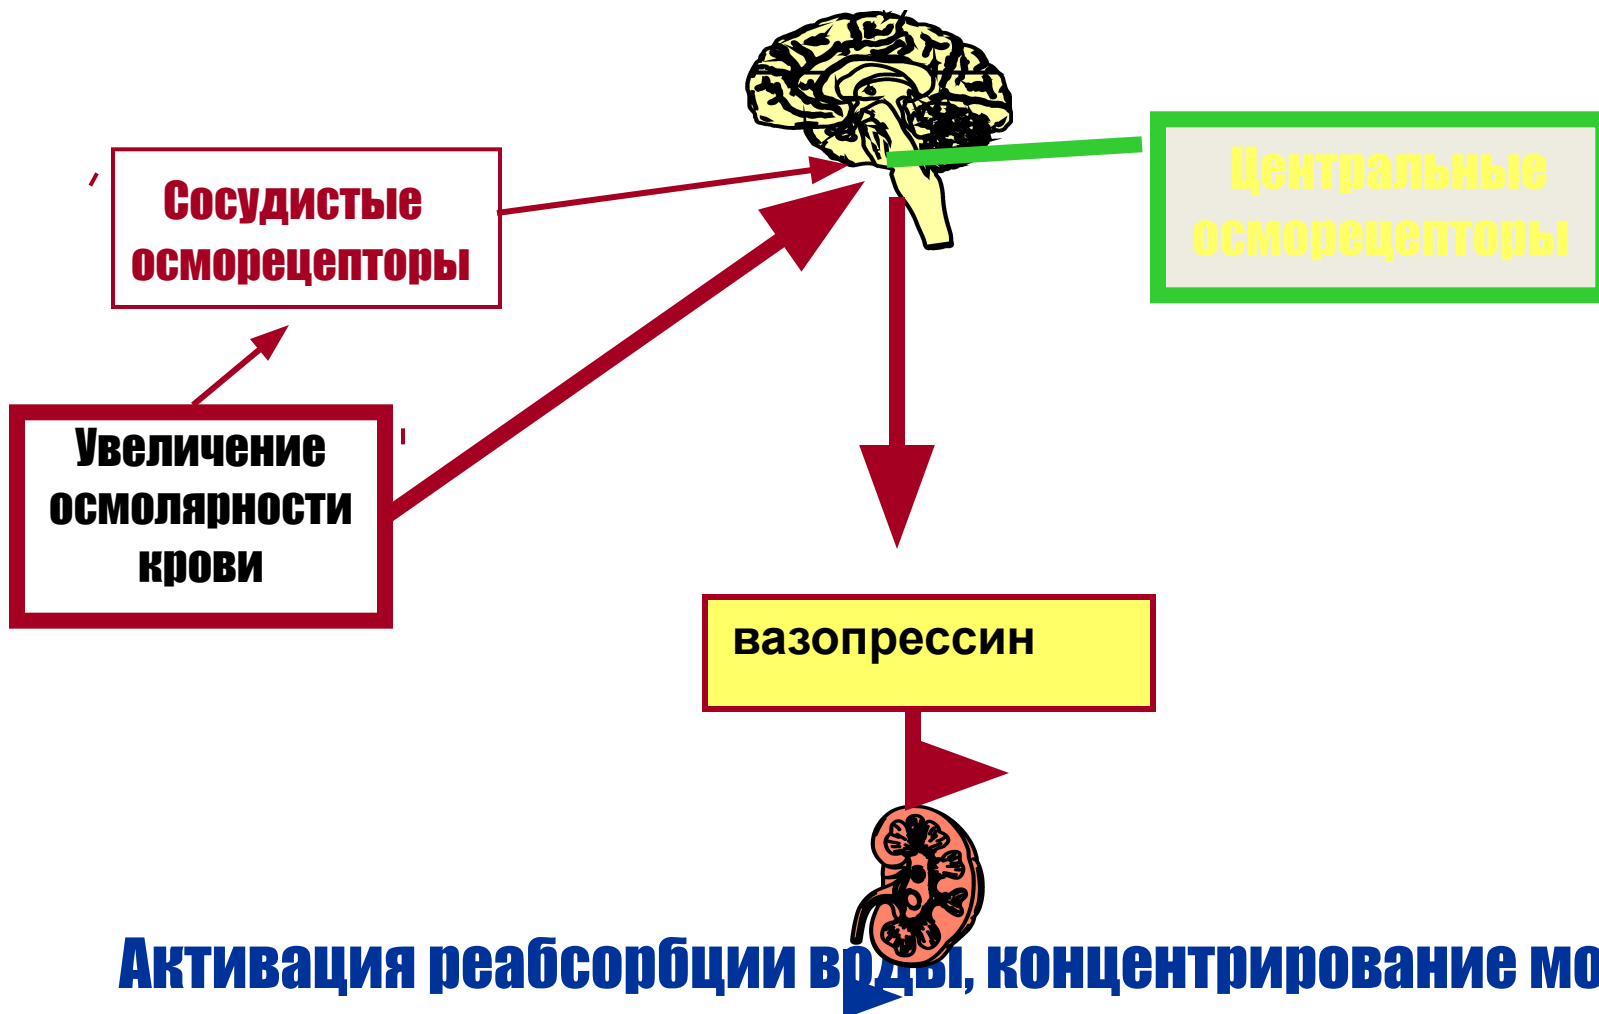 Центральные
осморецепторы
Сосудистые
осморецепторы
Увеличение
осмолярности
крови
вазопрессин
Активация реабсорбции воды, концентрирование мо